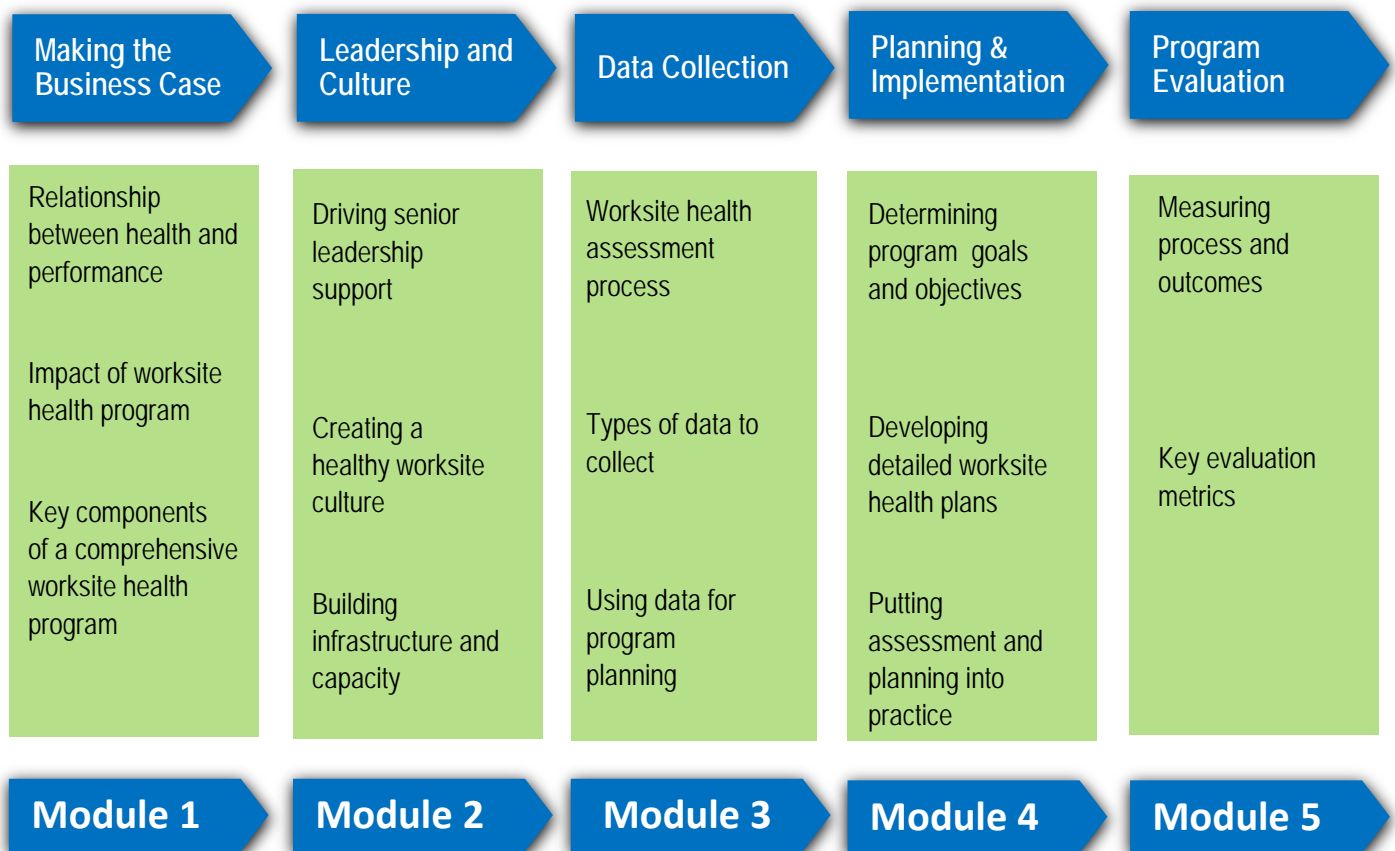 Making the
Business Case
Leadership and
Culture
Data Collection
Planning &
Implementation
Program
Evaluation
Relationship
between health and
performance
Impact of worksite
health program
Key components
of a comprehensive
worksite health
program
Driving senior
leadership
support
Creating a
healthy worksite
culture
Building
infrastructure and
capacity
Worksite health
assessment
process
Types of data to
collect
Using data for
program
planning
Determining
program goals
and objectives
Developing
detailed worksite
health plans
Putting
assessment and
planning into
practice
Measuring
process and
outcomes
Key evaluation
metrics
Module 1
Module 2
Module 3
Module 4
Module 5